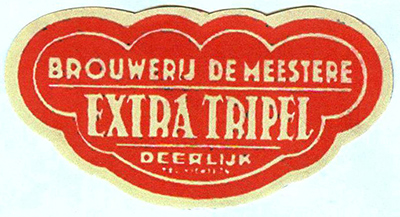 BROUWERIJ DE MEESTERE
EXTRA TRIPEL
DEERLIJK